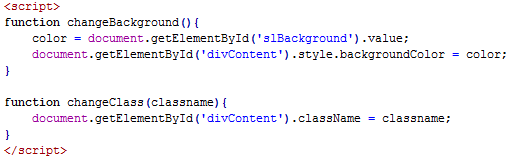 <script>
function changeBackground(){
    color = document.getElementById('slBackground').value;
    document.getElementById('divContent').style.backgroundColor = color;
}

function changeClass(classname){
    document.getElementById('divContent').className = classname;
}
</script>